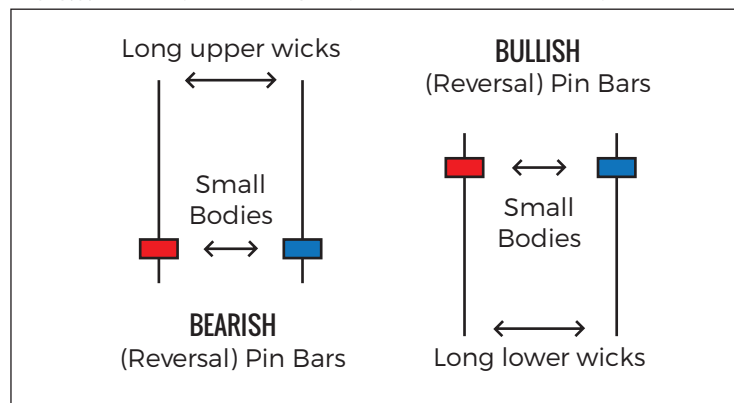 Long upper wicks
Small
Bodies
BEARISH
(Reversal) Pin Bars
BULLISH
(Reversal) Pin Bars
Small
Bodies
Long lower wicks